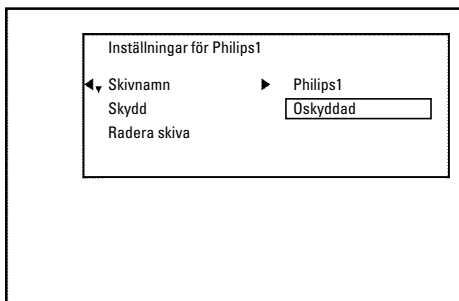 Inställningar för Philips1
Skivnamn Philips1
Skydd Oskyddad
Radera skiva